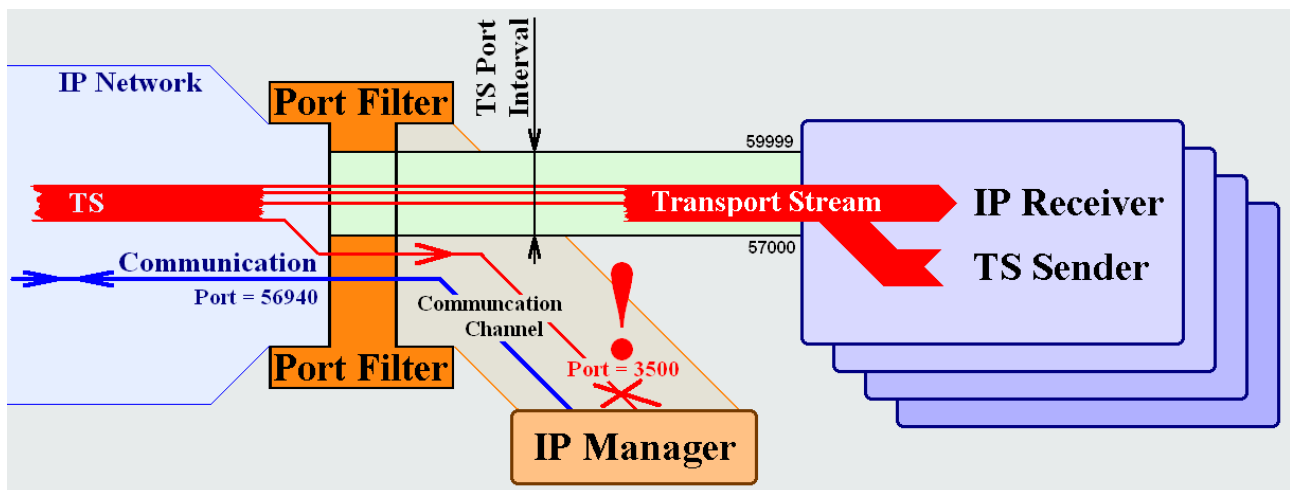 IP Network
Port Filter
TS Port
Interval
59999
TS
Transport Stream
IP Receiver
57000
Communication
TS Sender
Port = 56940
Communcation
Channel
!
Port = 3500
Port Filter
IP Manager